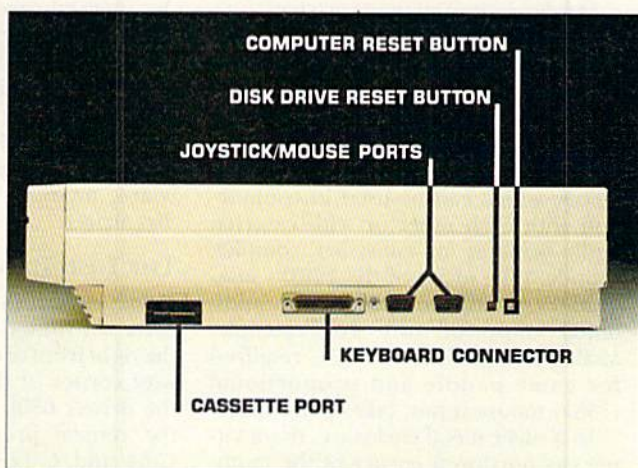 COMPUTER RESET BUTTON
DISK DRIVE RESET BUTTON
JOYSTICK/MOUSE PORTS
KEYBOARD CONNECTOR
CASSETTE PORT